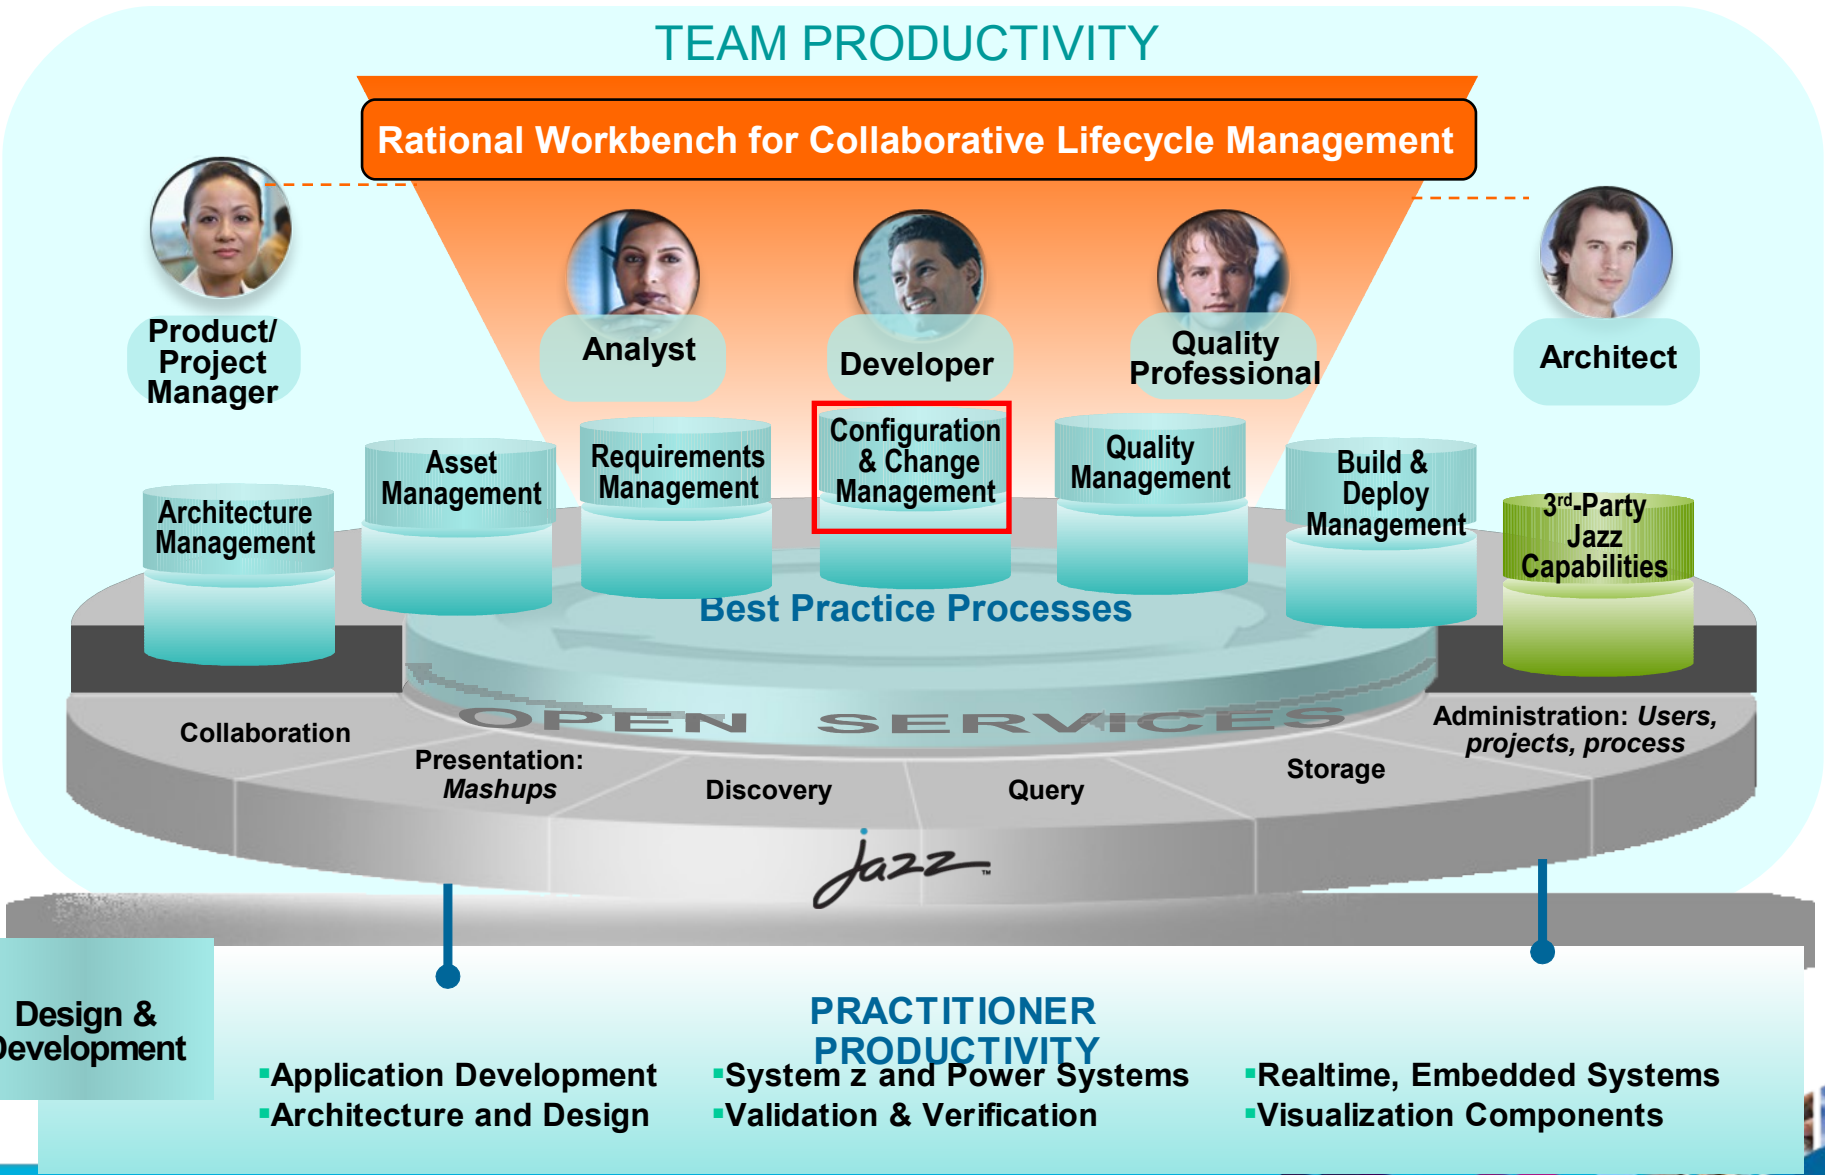 TEAM PRODUCTIVITY
Rational Workbench for Collaborative Lifecycle Management
Product/
Project
Manager
Analyst
Developer
Quality
Professional
Architect
Architecture
Management
Asset
Management
Requirements
Management
Configuration
& Change
Management
Quality
Management
Build &
Deploy
Management
3rd-Party
Jazz
Capabilities
Best Practice Processes
OPEN SERVICES
Collaboration
Presentation:
Mashups
Discovery
Query
Storage
Administration: Users,
projects, process
jazz™
Design &
Development
PRACTITIONER
PRODUCTIVITY
▪Application Development
▪Architecture and Design
▪System z and Power Systems
▪Validation & Verification
▪Realtime, Embedded Systems
▪Visualization Components